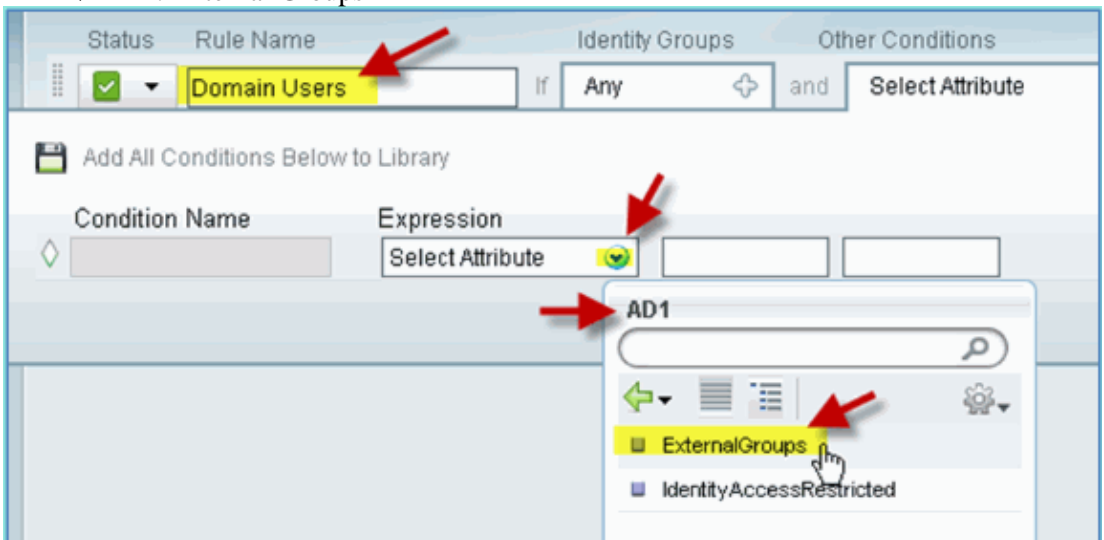 Status Rule Name Identity Groups Other Conditions
Domain Users If Any and Select Attribute
Add All Conditions Below to Library
Condition Name Expression
Select Attribute
AD1
ExternalGroups
IdentityAccessRestricted